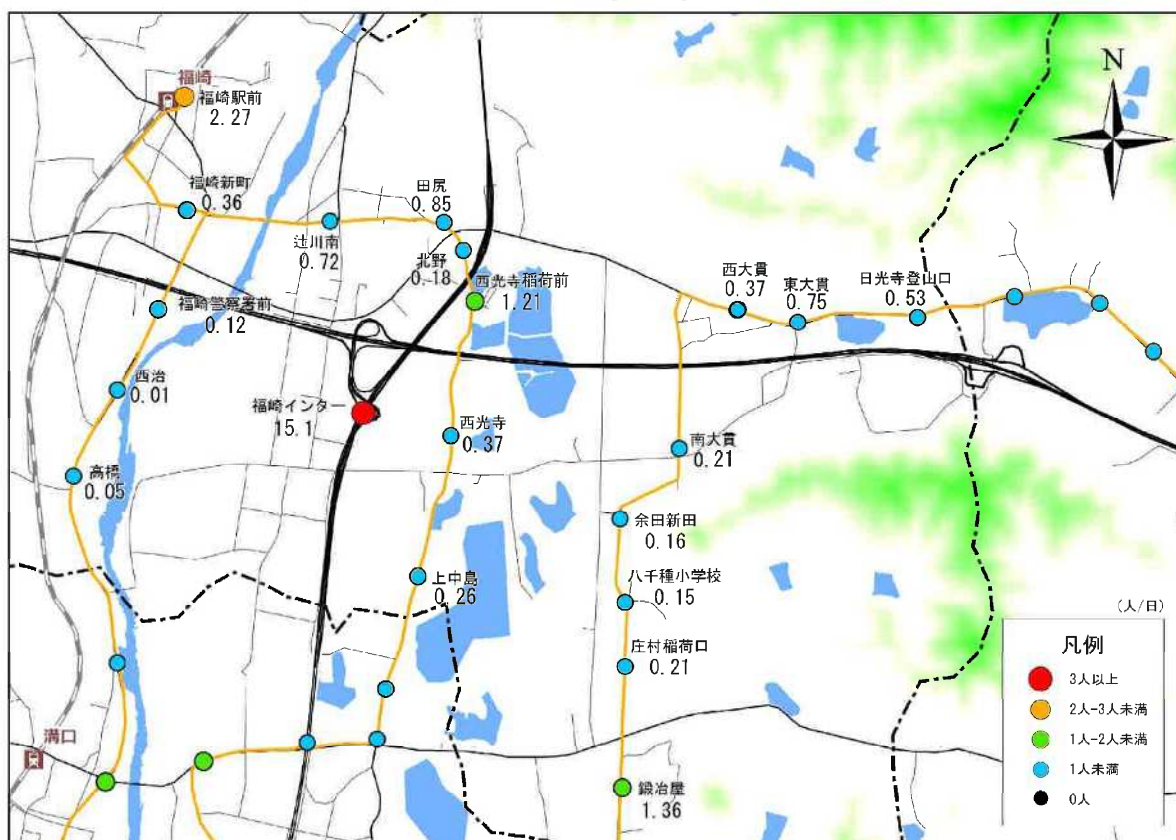 N
福崎
福崎駅前
2.27
福崎新町
0.36
辻川南
0.72
田尻
0.85
北野
0.18
西光寺稲荷前
1.21
西大貫
0.37
東大貫
0.75
日光寺登山口
0.53
福崎警察署前
0.12
西治
0.01
福崎インター
15.1
西光寺
0.37
南大貫
0.21
高橋
0.05
余田新田
0.16
上中島
0.26
八千種小学校
0.15
庄村稲荷口
0.21
溝口
鍛冶屋
1.36
(人/日)
凡例
3人以上
2人-3人未満
1人-2人未満
1人未満
0人